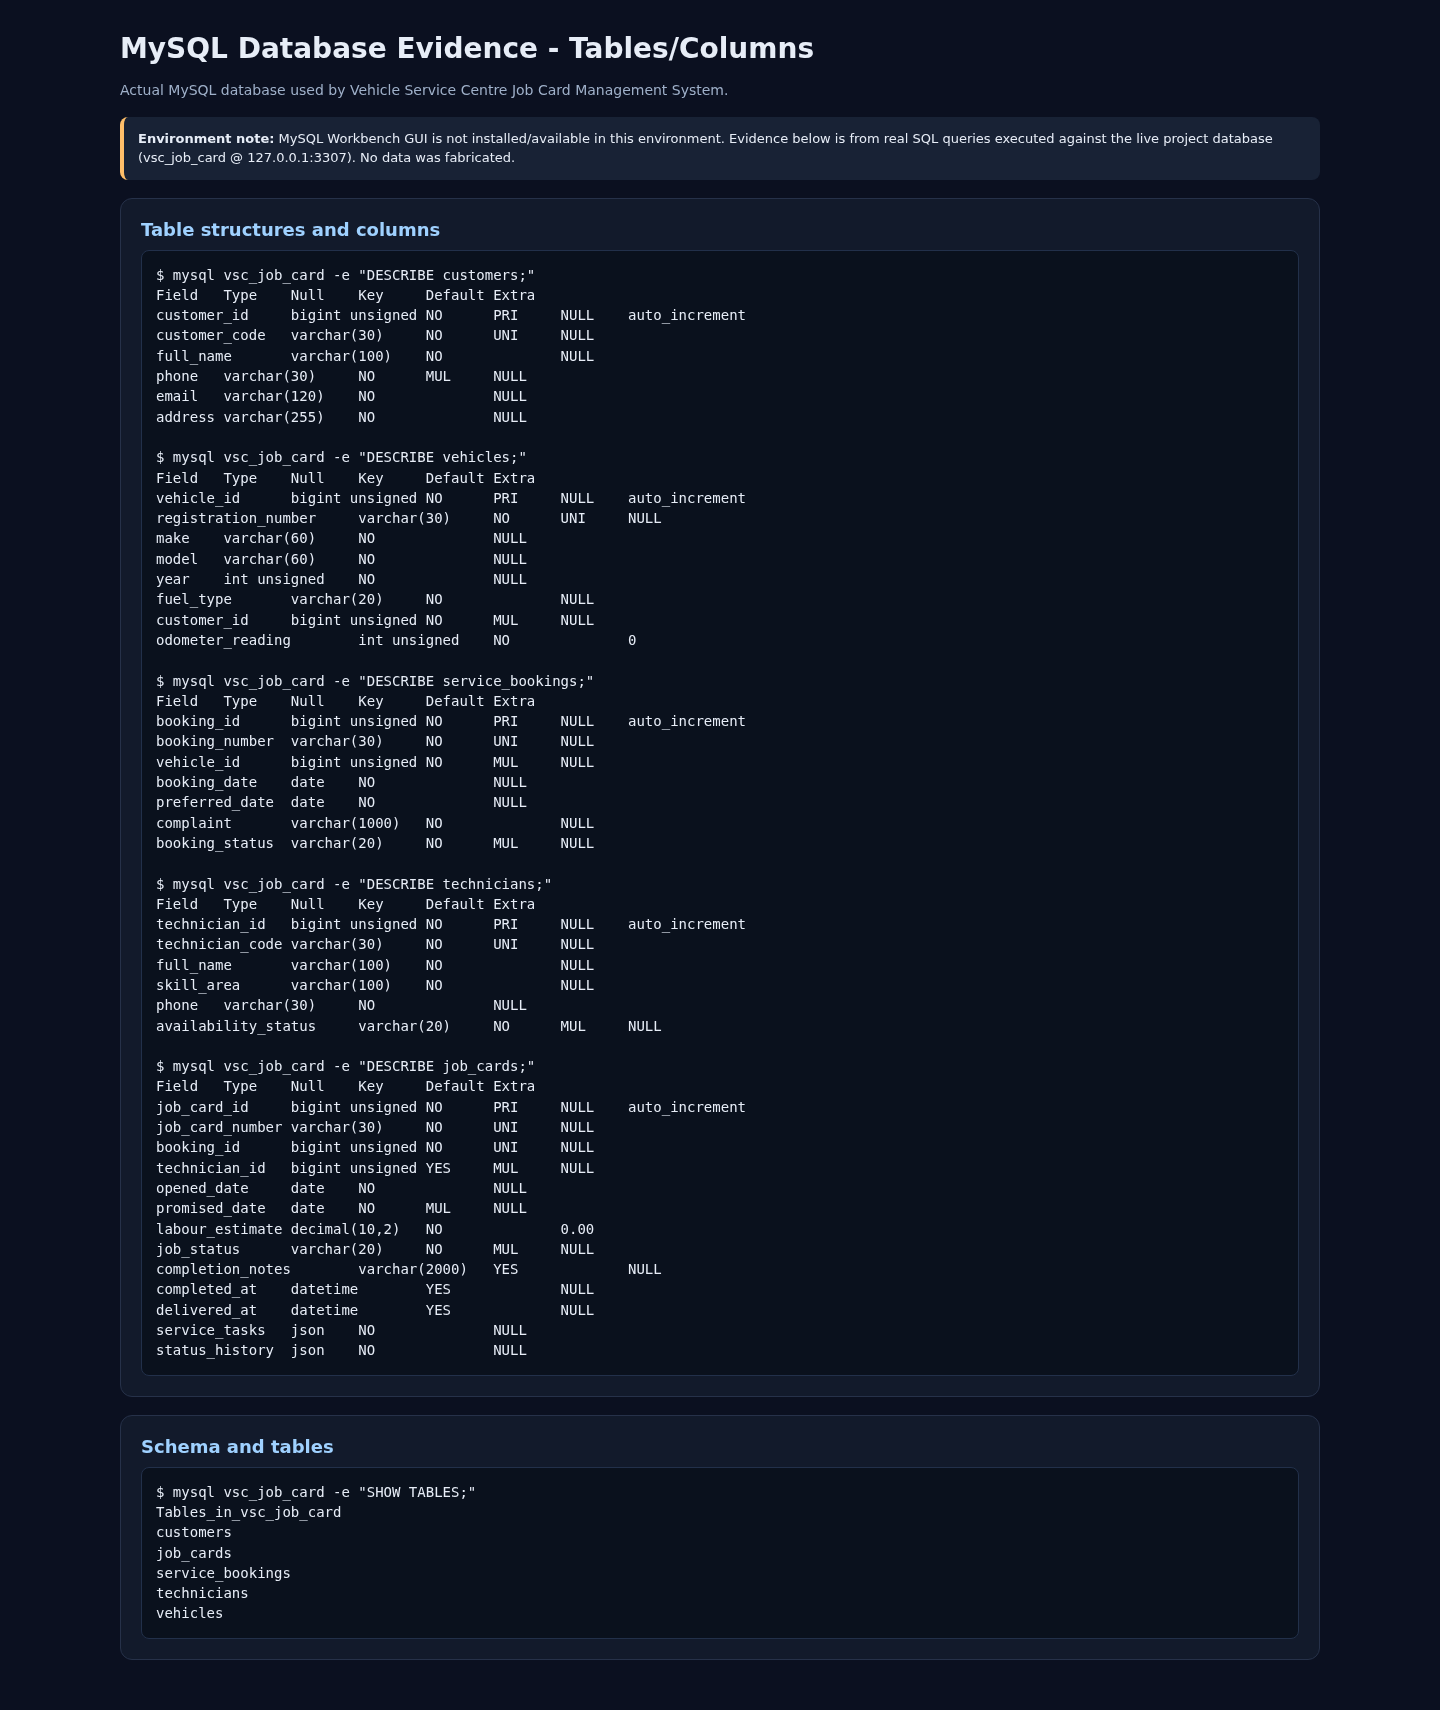 MySQL Database Evidence - Tables/Columns
Actual MySQL database used by Vehicle Service Centre Job Card Management System.
Environment note: MySQL Workbench GUI is not installed/available in this environment. Evidence below is from real SQL queries executed against the live project database
(vsc_job_card @ 127.0.0.1:3307). No data was fabricated.
Table structures and columns
$ mysql vsc_job_card -e "DESCRIBE customers;"
Field   Type    Null    Key     Default Extra
customer_id     bigint unsigned NO      PRI     NULL    auto_increment
customer_code   varchar(30)     NO      UNI     NULL
full_name       varchar(100)    NO              NULL
phone   varchar(30)     NO      MUL     NULL
email   varchar(120)    NO              NULL
address varchar(255)    NO              NULL
$ mysql vsc_job_card -e "DESCRIBE vehicles;"
Field   Type    Null    Key     Default Extra
vehicle_id      bigint unsigned NO      PRI     NULL    auto_increment
registration_number     varchar(30)     NO      UNI     NULL
make    varchar(60)     NO              NULL
model   varchar(60)     NO              NULL
year    int unsigned    NO              NULL
fuel_type       varchar(20)     NO              NULL
customer_id     bigint unsigned NO      MUL     NULL
odometer_reading        int unsigned    NO              0
$ mysql vsc_job_card -e "DESCRIBE service_bookings;"
Field   Type    Null    Key     Default Extra
booking_id      bigint unsigned NO      PRI     NULL    auto_increment
booking_number  varchar(30)     NO      UNI     NULL
vehicle_id      bigint unsigned NO      MUL     NULL
booking_date    date    NO              NULL
preferred_date  date    NO              NULL
complaint       varchar(1000)   NO              NULL
booking_status  varchar(20)     NO      MUL     NULL
$ mysql vsc_job_card -e "DESCRIBE technicians;"
Field   Type    Null    Key     Default Extra
technician_id   bigint unsigned NO      PRI     NULL    auto_increment
technician_code varchar(30)     NO      UNI     NULL
full_name       varchar(100)    NO              NULL
skill_area      varchar(100)    NO              NULL
phone   varchar(30)     NO              NULL
availability_status     varchar(20)     NO      MUL     NULL
$ mysql vsc_job_card -e "DESCRIBE job_cards;"
Field   Type    Null    Key     Default Extra
job_card_id     bigint unsigned NO      PRI     NULL    auto_increment
job_card_number varchar(30)     NO      UNI     NULL
booking_id      bigint unsigned NO      UNI     NULL
technician_id   bigint unsigned YES     MUL     NULL
opened_date     date    NO              NULL
promised_date   date    NO      MUL     NULL
labour_estimate decimal(10,2)   NO              0.00
job_status      varchar(20)     NO      MUL     NULL
completion_notes        varchar(2000)   YES             NULL
completed_at    datetime        YES             NULL
delivered_at    datetime        YES             NULL
service_tasks   json    NO              NULL
status_history  json    NO              NULL
Schema and tables
$ mysql vsc_job_card -e "SHOW TABLES;"
Tables_in_vsc_job_card
customers
job_cards
service_bookings
technicians
vehicles